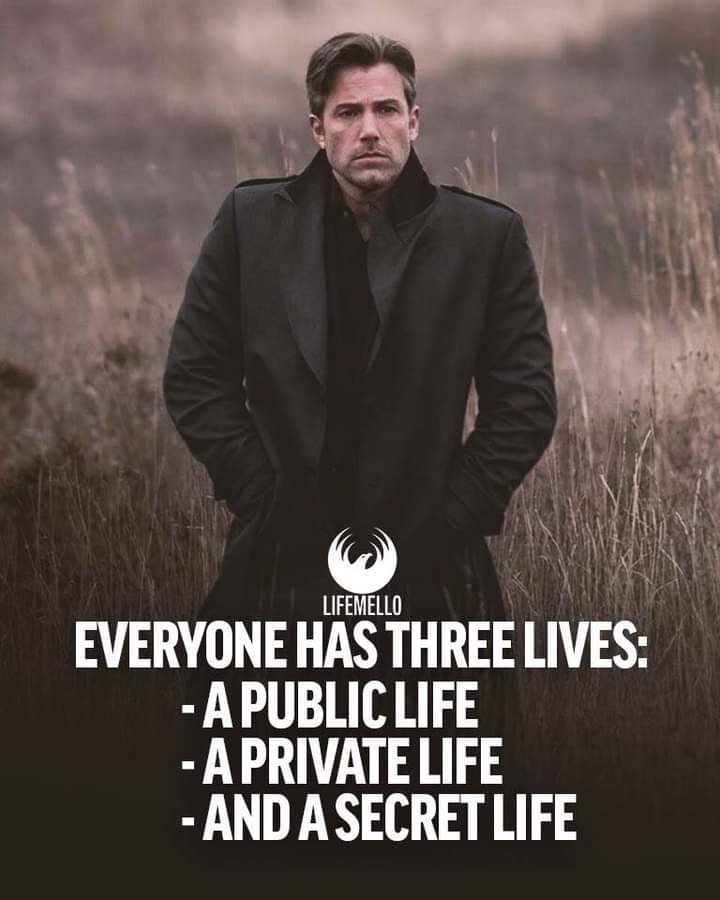 LIFEMELLO
EVERYONE HAS THREE LIVES:
- A PUBLIC LIFE
- A PRIVATE LIFE
- AND A SECRET LIFE